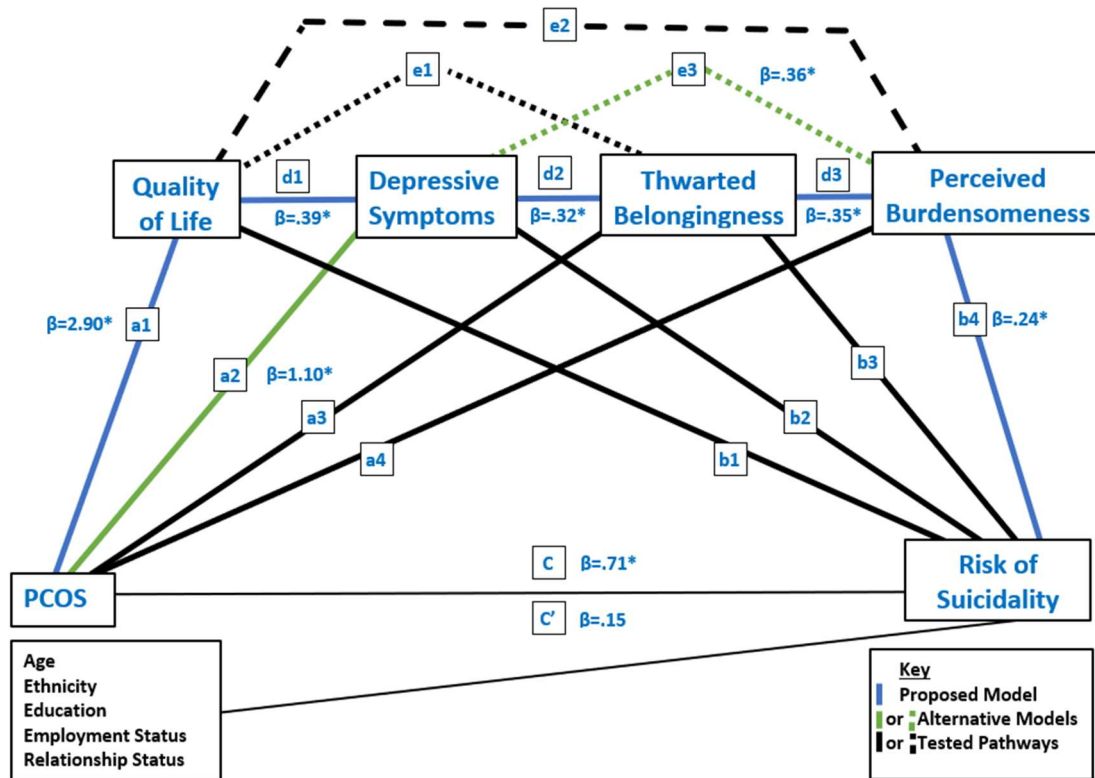 e2
e1
e3
β=.36*
Quality
of Life
d1
β=.39*
Depressive
Symptoms
d2
β=.32*
Thwarted
Belongingness
d3
β=.35*
Perceived
Burdensomeness
β=2.90*
a1
a2
β=1.10*
a3
a4
b1
b2
b3
b4
β=.24*
PCOS
C
β=.71*
C’
β=.15
Risk of
Suicidality
Age
Ethnicity
Education
Employment Status
Relationship Status
Key
Proposed Model
or Alternative Models
or Tested Pathways